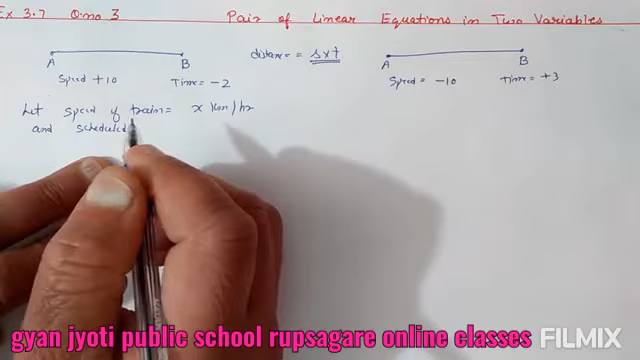 Ex 3.7 Q.no 3 Pair of Linear Equations in Two Variables
A B distance = s x t A B
Speed +10 Time = -2 Speed = -10 Time = +3
Let speed of train = x km/hr
and scheduled
gyan jyoti public school rupsagare online classes FILMIX